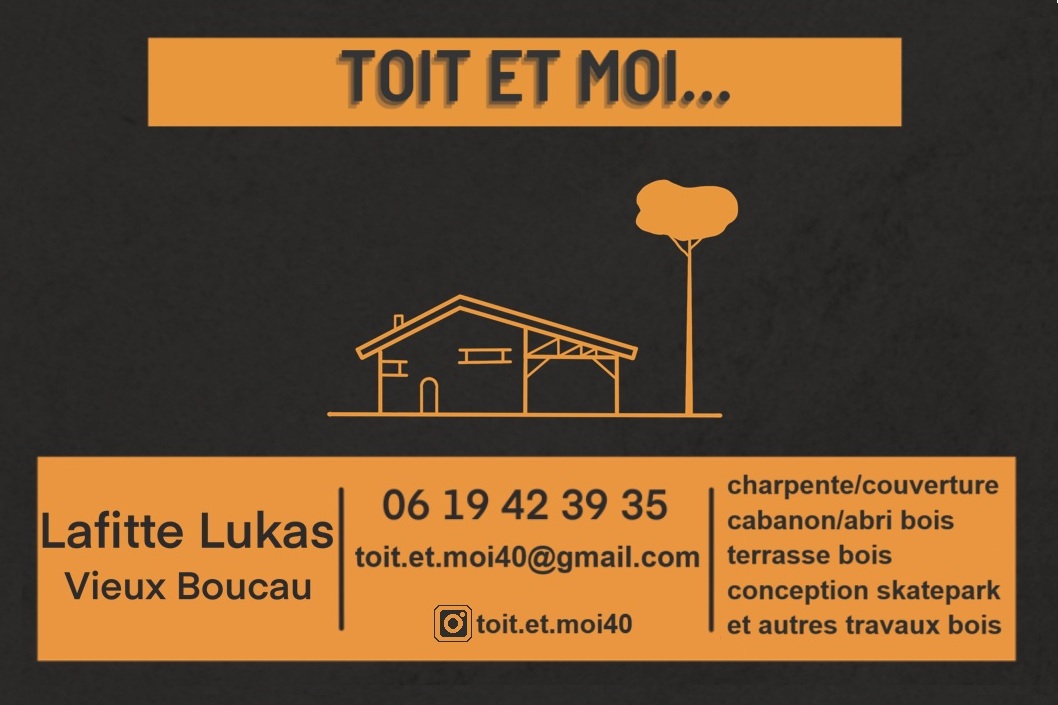 TOIT ET MOI...
Lafitte Lukas
Vieux Boucau
06 19 42 39 35
toit.et.moi40@gmail.com
toit.et.moi40
charpente/couverture
cabanon/abri bois
terrasse bois
conception skatepark
et autres travaux bois